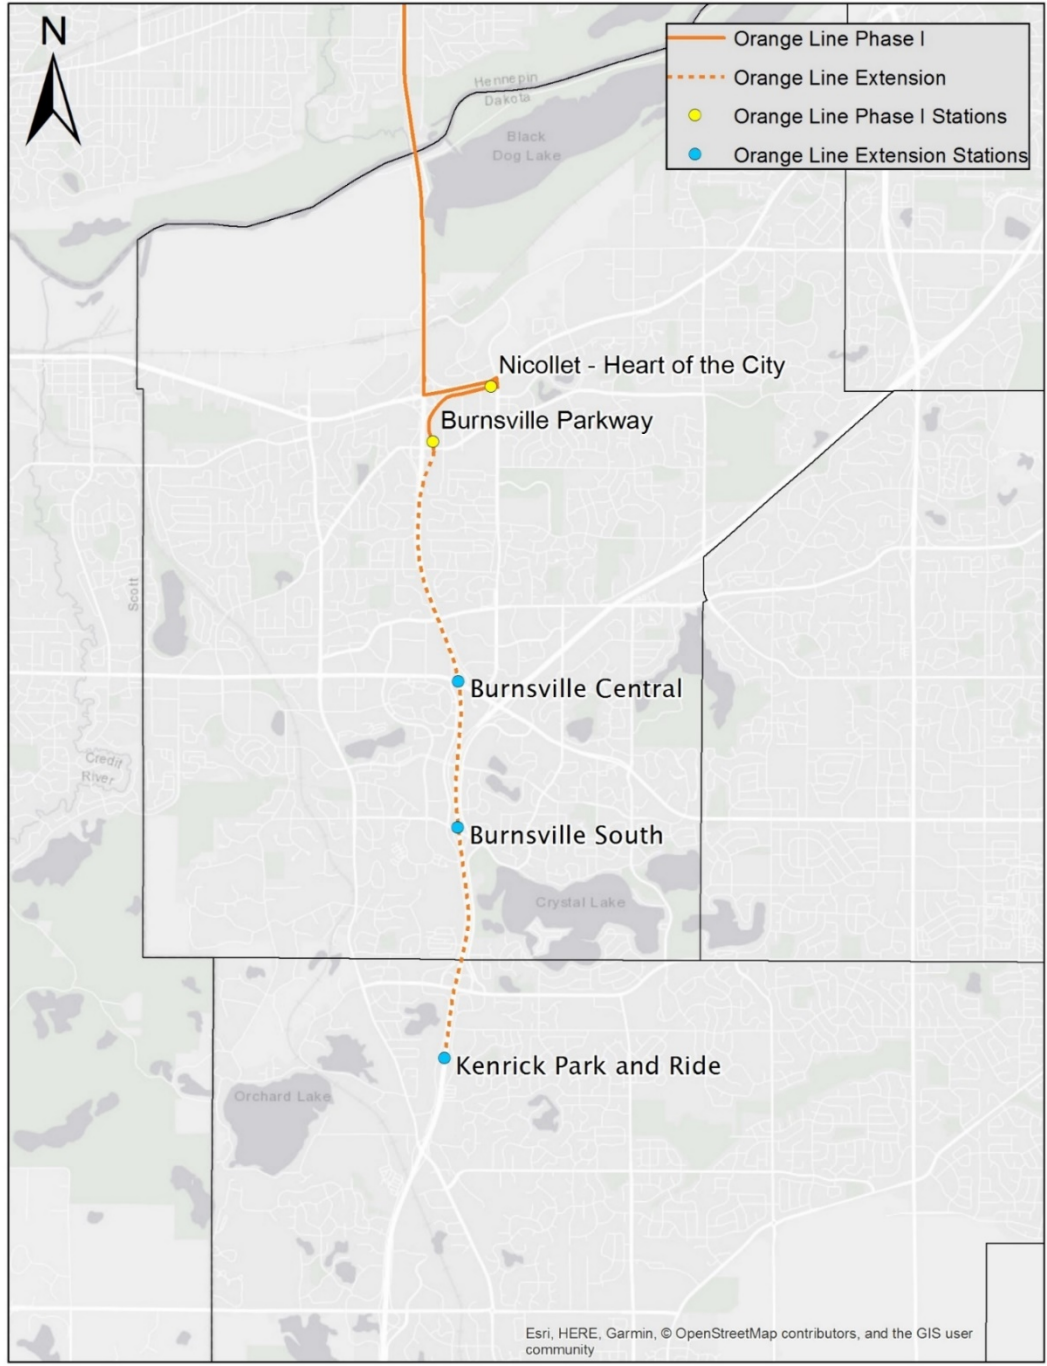 N
Orange Line Phase I
Orange Line Extension
Orange Line Phase I Stations
Orange Line Extension Stations
Hennepin
Dakota
Black
Dog Lake
Nicollet - Heart of the City
Burnsville Parkway
Scott
Burnsville Central
Credit
River
Burnsville South
Crystal Lake
Kenrick Park and Ride
Orchard Lake
Esri, HERE, Garmin, © OpenStreetMap contributors, and the GIS user
community